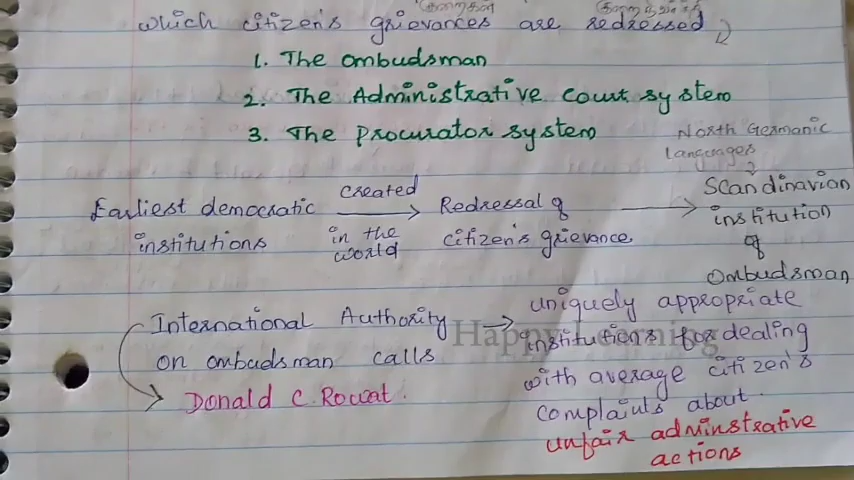 which citizen's grievances are redressed
1. The Ombudsman
2. The Administrative Court system
3. The Procurator system
North Germanic
Languages
Earliest democratic
institutions
created
in the
world
Redressal of
citizen's grievance
Scandinavian
institution
of
Ombudsman
International Authority
on ombudsman calls
Donald C. Rowat.
uniquely appropriate
institutions for dealing
with average citizen's
complaints about
unfair adminstrative
actions
Happy Learning